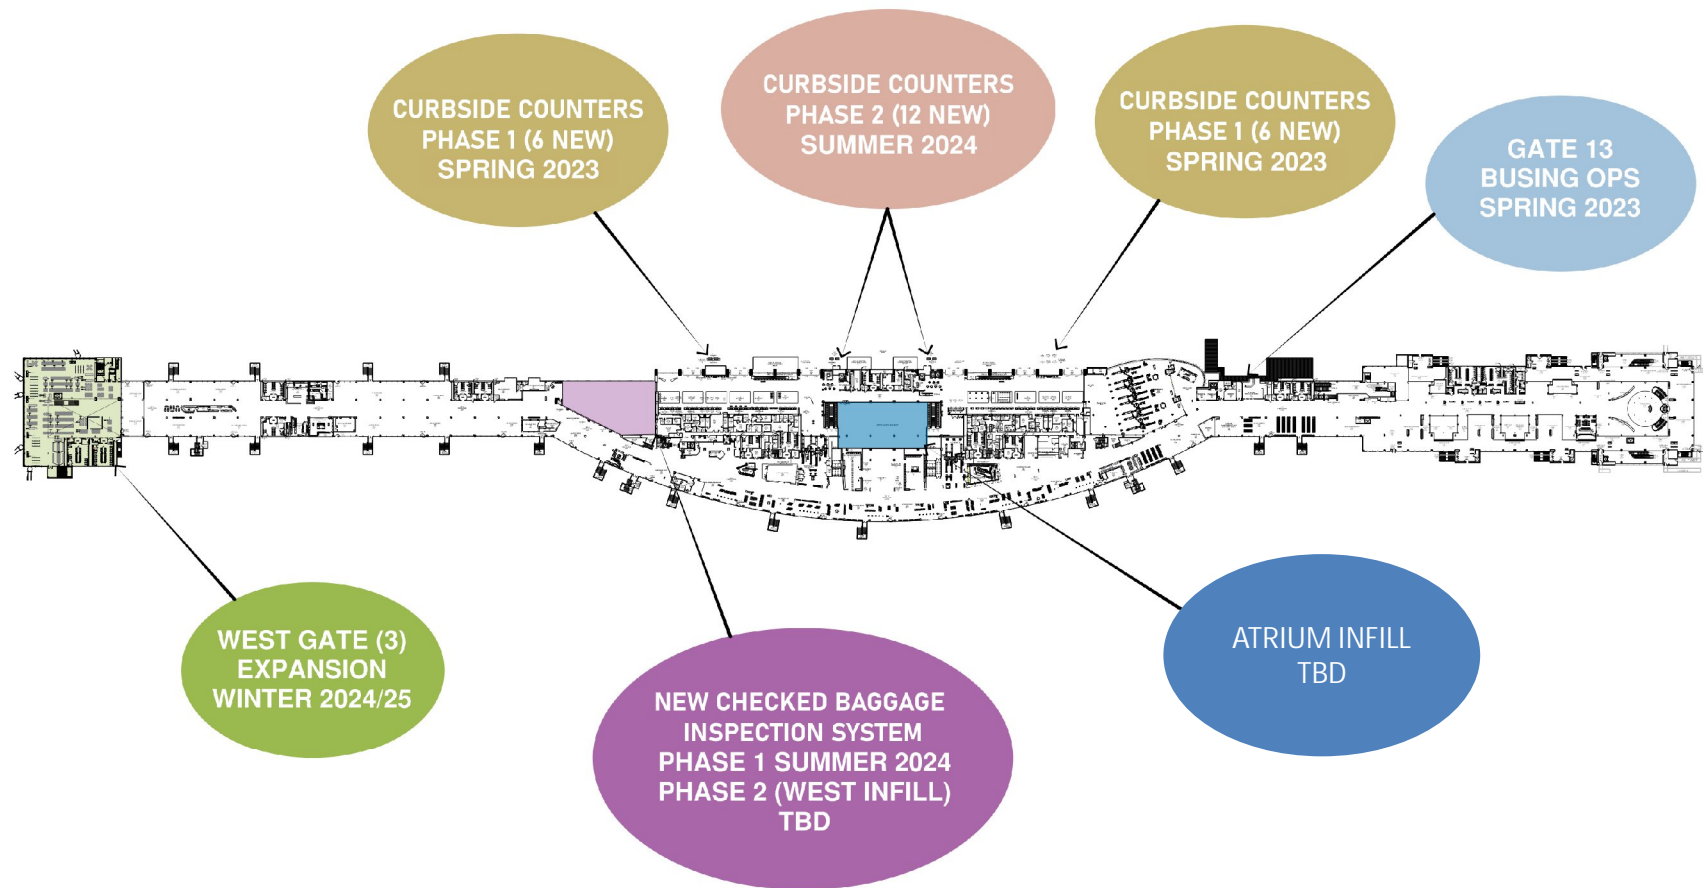 CURBSIDE COUNTERS
PHASE 1 (6 NEW)
SPRING 2023
CURBSIDE COUNTERS
PHASE 2 (12 NEW)
SUMMER 2024
CURBSIDE COUNTERS
PHASE 1 (6 NEW)
SPRING 2023
GATE 13
BUSING OPS
SPRING 2023
WEST GATE (3)
EXPANSION
WINTER 2024/25
NEW CHECKED BAGGAGE
INSPECTION SYSTEM
PHASE 1 SUMMER 2024
PHASE 2 (WEST INFILL)
TBD
ATRIUM INFILL
TBD